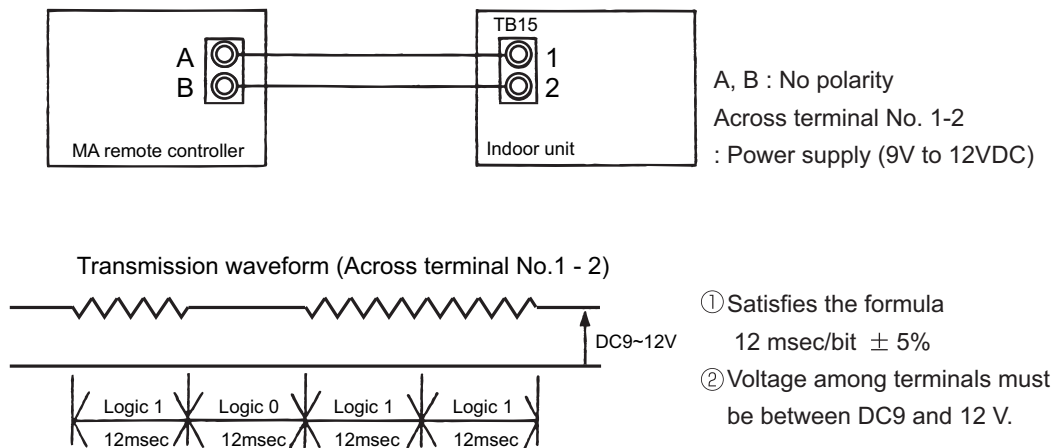 TB15
A
1
B
2
MA remote controller
Indoor unit
A, B : No polarity
Across terminal No. 1-2
: Power supply (9V to 12VDC)
Transmission waveform (Across terminal No.1 - 2)
DC9~12V
Logic 1 Logic 0 Logic 1 Logic 1
12msec 12msec 12msec 12msec
① Satisfies the formula
12 msec/bit ± 5%
② Voltage among terminals must
be between DC9 and 12 V.